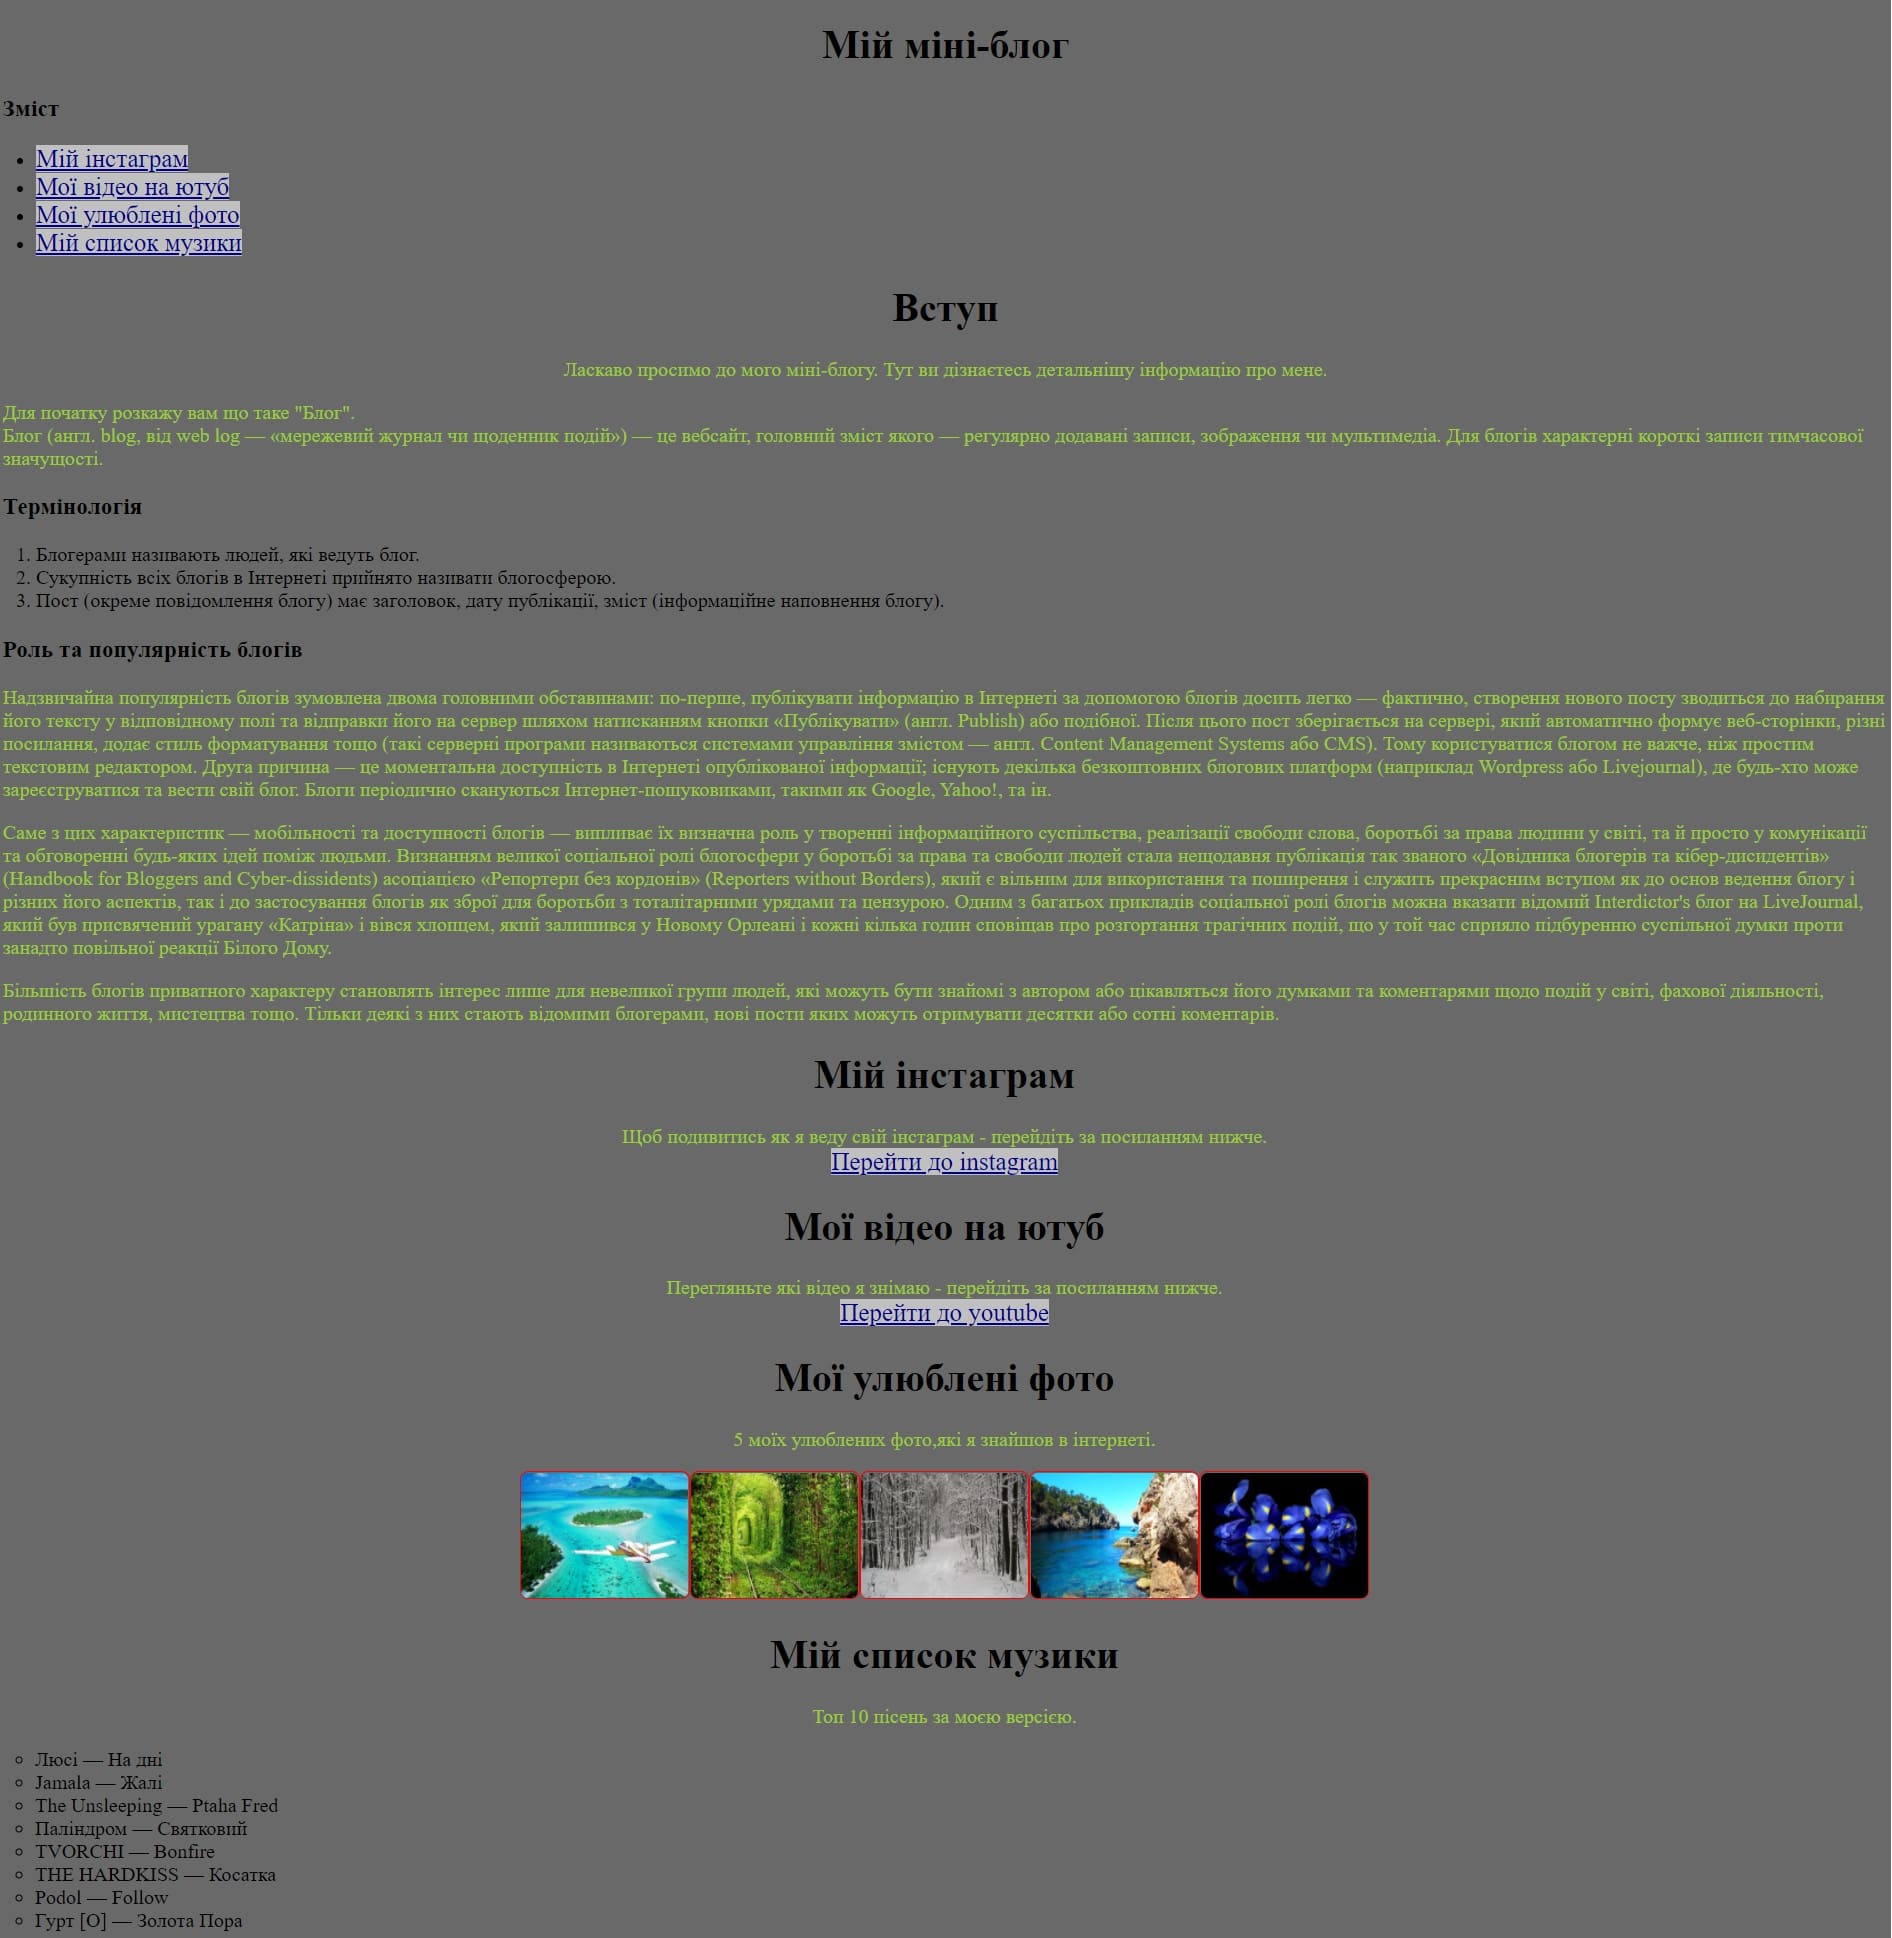 Мій міні-блог
Зміст
Мій інстаграм
Мої відео на ютуб
Мої улюблені фото
Мій список музики
Вступ
Ласкаво просимо до мого міні-блогу. Тут ви дізнаєтесь детальнішу інформацію про мене.
Для початку розкажу вам що таке "Блог".
Блог (англ. blog, від web log — «мережевий журнал чи щоденник подій») — це вебсайт, головний зміст якого — регулярно додавані записи, зображення чи мультимедіа. Для блогів характерні короткі записи тимчасової
значущості.
Термінологія
1. Блогерами називають людей, які ведуть блог.
2. Сукупність всіх блогів в Інтернеті прийнято називати блогосферою.
3. Пост (окреме повідомлення блогу) має заголовок, дату публікації, зміст (інформаційне наповнення блогу).
Роль та популярність блогів
Надзвичайна популярність блогів зумовлена двома головними обставинами: по-перше, публікувати інформацію в Інтернеті за допомогою блогів досить легко — фактично, створення нового посту зводиться до набирання
його тексту у відповідному полі та відправки його на сервер шляхом натисканням кнопки «Публікувати» (англ. Publish) або подібної. Після цього пост зберігається на сервері, який автоматично формує веб-сторінки, різні
посилання, додає стиль форматування тощо (такі серверні програми називаються системами управління змістом — англ. Content Management Systems або CMS). Тому користуватися блогом не важче, ніж простим
текстовим редактором. Друга причина — це моментальна доступність в Інтернеті опублікованої інформації; існують декілька безкоштовних блогових платформ (наприклад Wordpress або Livejournal), де будь-хто може
зареєструватися та вести свій блог. Блоги періодично скануються Інтернет-пошуковиками, такими як Google, Yahoo!, та ін.
Саме з цих характеристик — мобільності та доступності блогів — випливає їх визначна роль у творенні інформаційного суспільства, реалізації свободи слова, боротьбі за права людини у світі, та й просто у комунікації
та обговоренні будь-яких ідей поміж людьми. Визнанням великої соціальної ролі блогосфери у боротьбі за права та свободи людей стала нещодавня публікація так званого «Довідника блогерів та кібер-дисидентів»
(Handbook for Bloggers and Cyber-dissidents) асоціацією «Репортери без кордонів» (Reporters without Borders), який є вільним для використання та поширення і служить прекрасним вступом як до основ ведення блогу і
різних його аспектів, так і до застосування блогів як зброї для боротьби з тоталітарними урядами та цензурою. Одним з багатьох прикладів соціальної ролі блогів можна вказати відомий Interdictor's блог на LiveJournal,
який був присвячений урагану «Катріна» і вівся хлопцем, який залишився у Новому Орлеані і кожні кілька годин сповіщав про розгортання трагічних подій, що у той час сприяло підбуренню суспільної думки проти
занадто повільної реакції Білого Дому.
Більшість блогів приватного характеру становлять інтерес лише для невеликої групи людей, які можуть бути знайомі з автором або цікавляться його думками та коментарями щодо подій у світі, фахової діяльності,
родинного життя, мистецтва тощо. Тільки деякі з них стають відомими блогерами, нові пости яких можуть отримувати десятки або сотні коментарів.
Мій інстаграм
Щоб подивитись як я веду свій інстаграм - перейдіть за посиланням нижче.
Перейти до instagram
Мої відео на ютуб
Перегляньте які відео я знімаю - перейдіть за посиланням нижче.
Перейти до youtube
Мої улюблені фото
5 моїх улюблених фото,які я знайшов в інтернеті.
Мій список музики
Топ 10 пісень за моєю версією.
Люсі — На дні
Jamala — Жалі
The Unsleeping — Ptaha Fred
Паліндром — Святковий
TVORCHI — Bonfire
THE HARDKISS — Косатка
Podol — Follow
Гурт [О] — Золота Пора